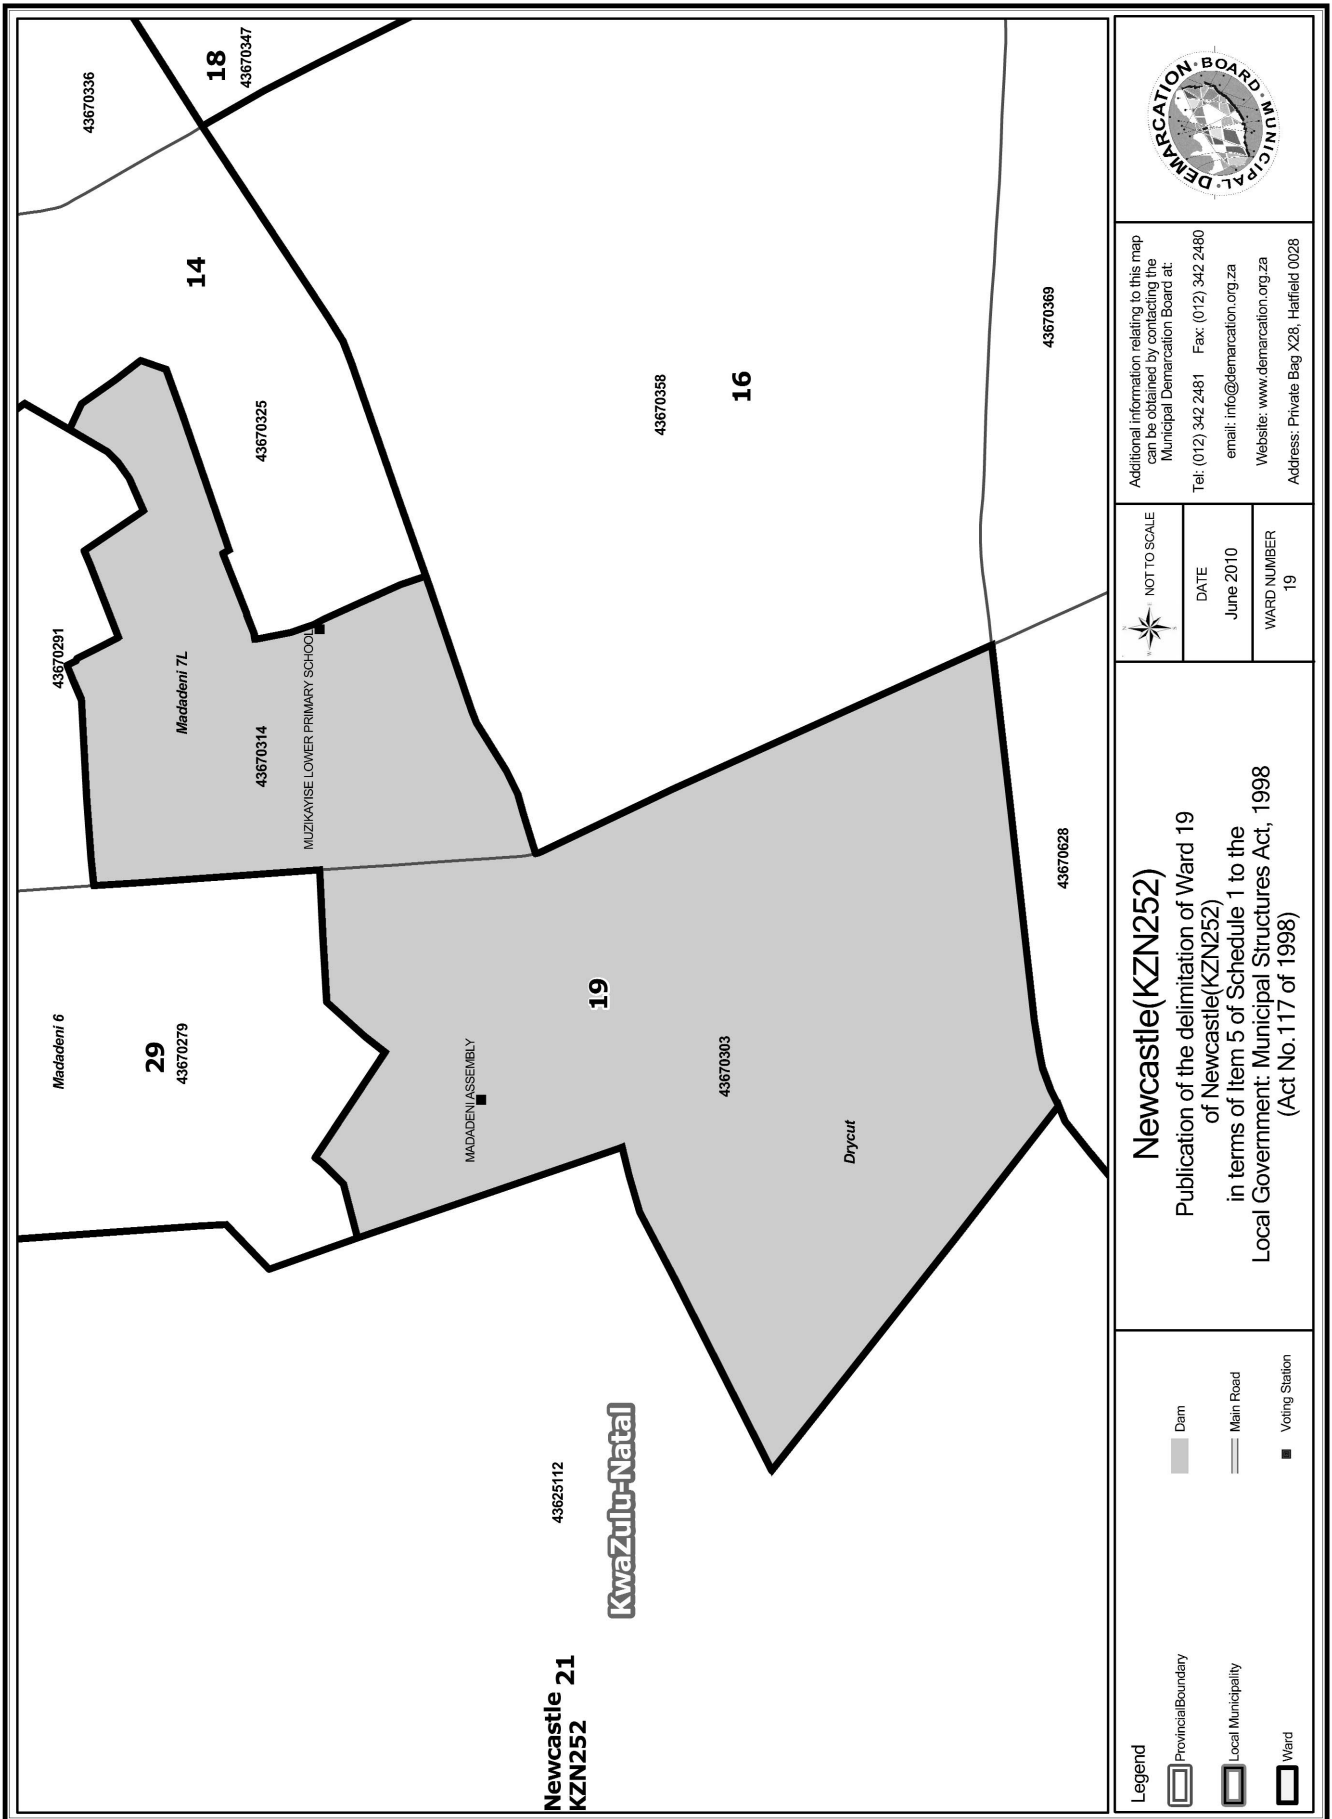 43670336
18
43670347
14
43670325
43670291
Madadeni 7L
43670314
MUZIKAYISE LOWER PRIMARY SCHOOL
43670358
16
43670369
Madadeni 6
29
43670279
MADADENI ASSEMBLY
19
43670303
Drycut
43670628
43625112
KwaZulu-Natal
Newcastle 21
KZN252
Legend
ProvincialBoundary
Local Municipality
Ward
Dam
Main Road
Voting Station
Newcastle(KZN252)
Publication of the delimitation of Ward 19
of Newcastle(KZN252)
in terms of Item 5 of Schedule 1 to the
Local Government: Municipal Structures Act, 1998
(Act No.117 of 1998)
NOT TO SCALE
DATE
June 2010
WARD NUMBER
19
Additional information relating to this map
can be obtained by contacting the
Municipal Demarcation Board at:
Tel: (012) 342 2481 Fax: (012) 342 2480
email: info@demarcation.org.za
Website: www.demarcation.org.za
Address: Private Bag X28, Hatfield 0028
MUNICIPAL • DEMARCATION • BOARD •